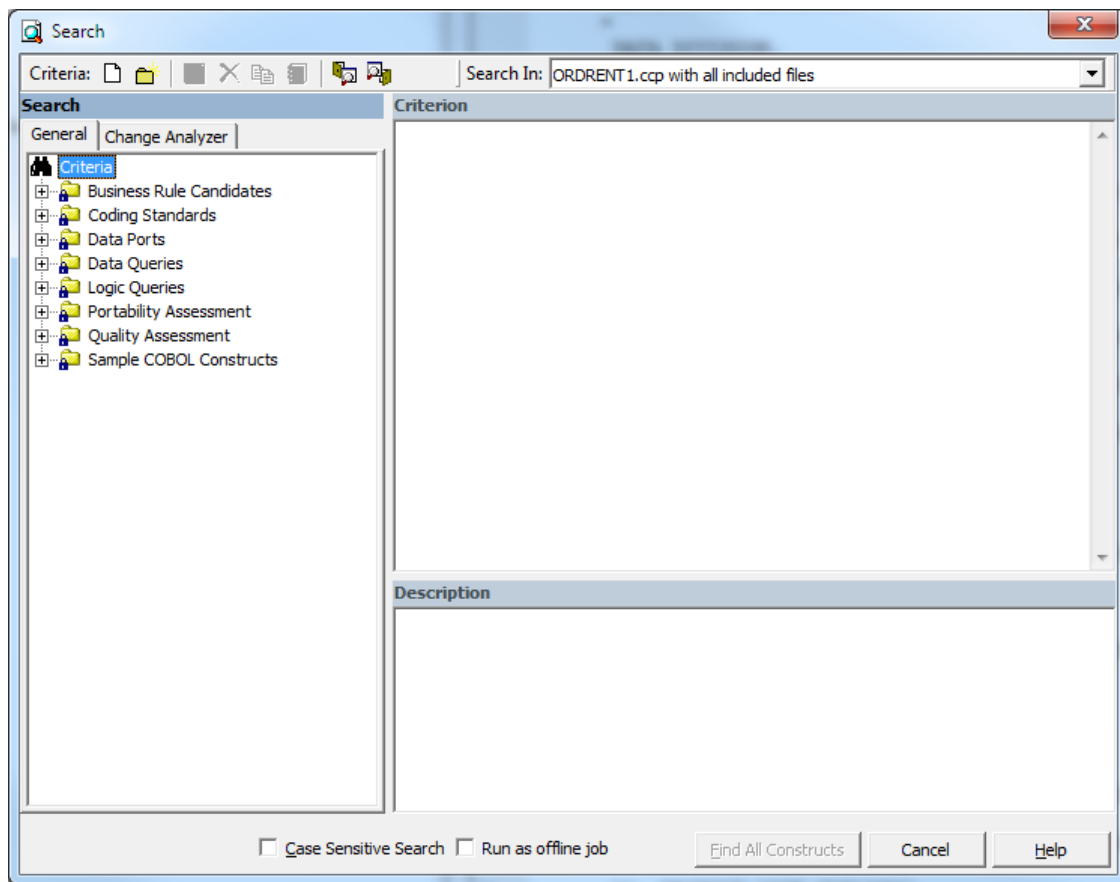 Search
Criteria:
Search In: ORDRENT1.ccp with all included files
Search
General
Change Analyzer
Criteria
Business Rule Candidates
Coding Standards
Data Ports
Data Queries
Logic Queries
Portability Assessment
Quality Assessment
Sample COBOL Constructs
Criterion
Description
Case Sensitive Search
Run as offline job
Find All Constructs
Cancel
Help